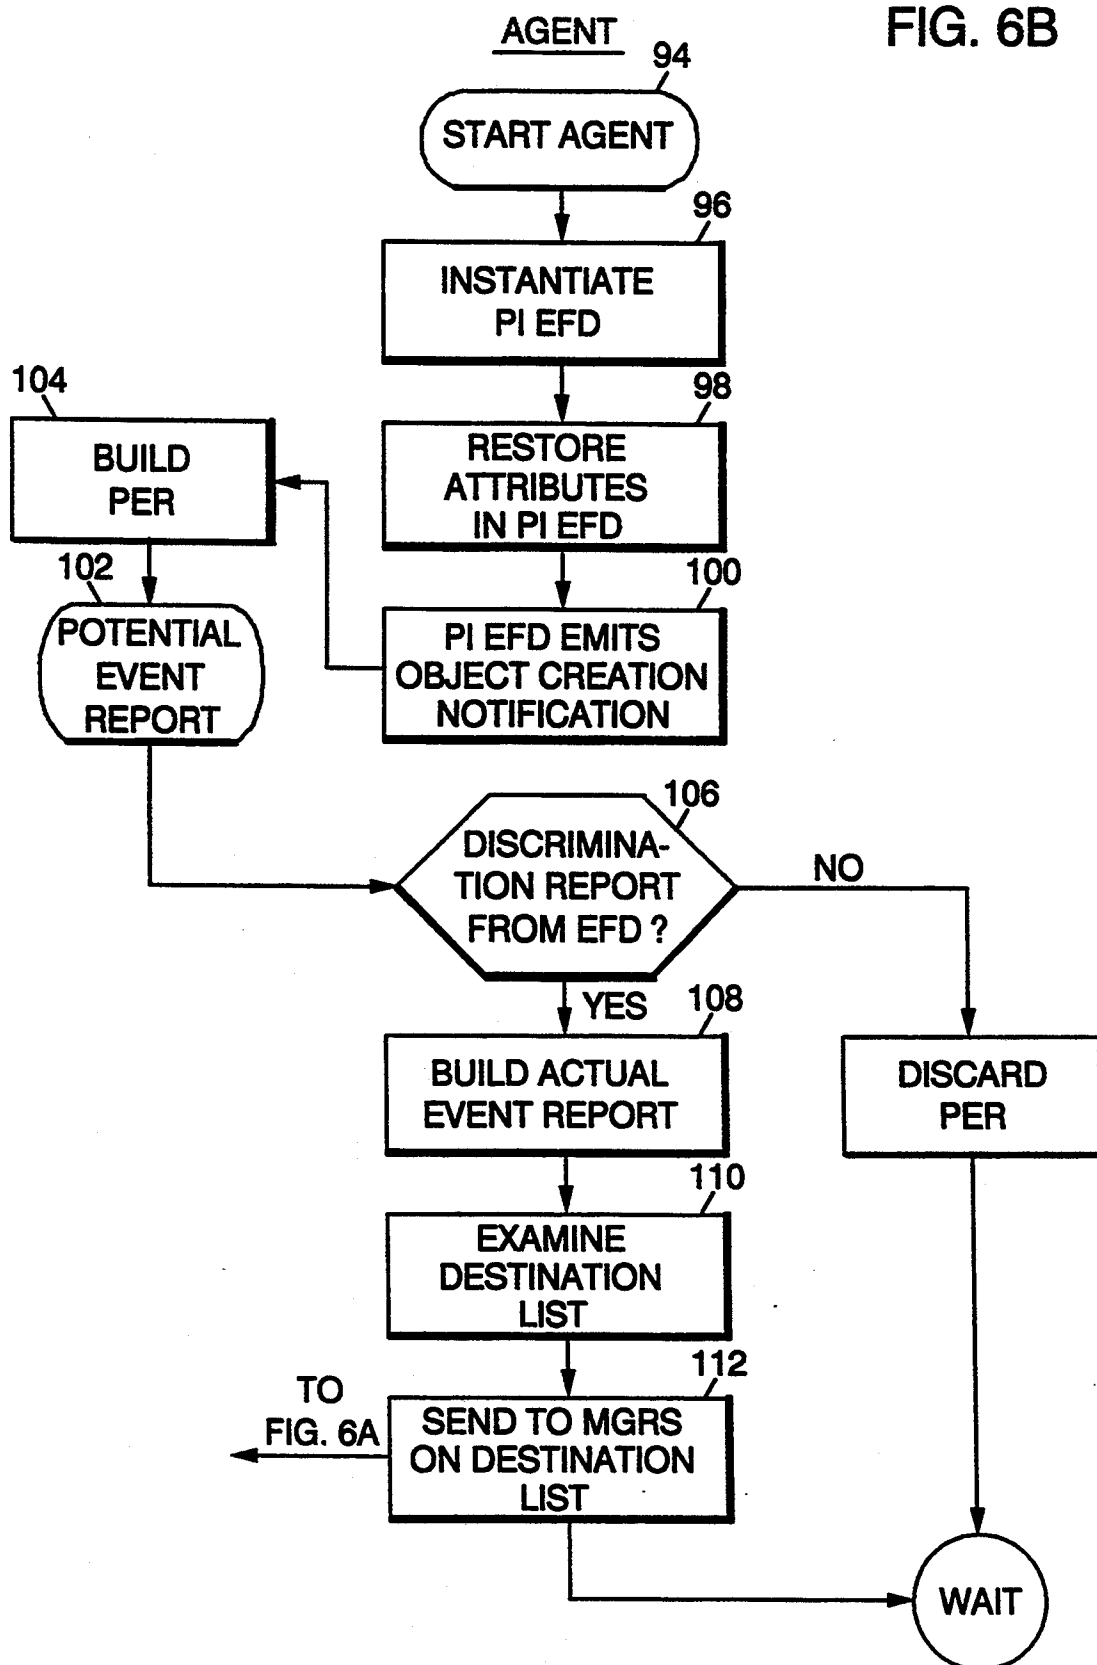 FIG. 6B
AGENT
94
START AGENT
96
INSTANTIATE
PI EFD
98
RESTORE
ATTRIBUTES
IN PI EFD
104
BUILD
PER
102
POTENTIAL
EVENT
REPORT
100
PI EFD EMITS
OBJECT CREATION
NOTIFICATION
106
DISCRIMINA-
TION REPORT
FROM EFD ?
NO
YES
108
BUILD ACTUAL
EVENT REPORT
DISCARD
PER
110
EXAMINE
DESTINATION
LIST
112
SEND TO MGRS
ON DESTINATION
LIST
TO
FIG. 6A
WAIT